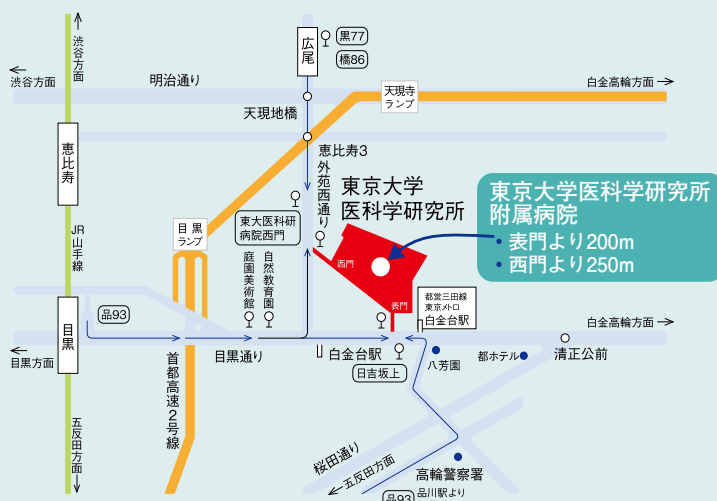 渋谷方面
渋谷方面
明治通り
広尾
黒77
橋86
天現寺
ランプ
白金高輪方面
天現地橋
恵比寿
恵比寿3
外苑西通り
東京大学
医科学研究所
東京大学医科学研究所
附属病院
・表門より200m
・西門より250m
JR
山手線
目黒
ランプ
東大医科研
病院西門
庭園美術館
自然教育園
西門
表門
都営三田線
東京メトロ
白金台駅
品93
目黒
目黒方面
首都高速2号線
目黒通り
白金台駅
日吉坂上
八芳園
都ホテル
清正公前
白金高輪方面
五反田方面
桜田通り
五反田方面
高輪警察署
品93
品川駅より